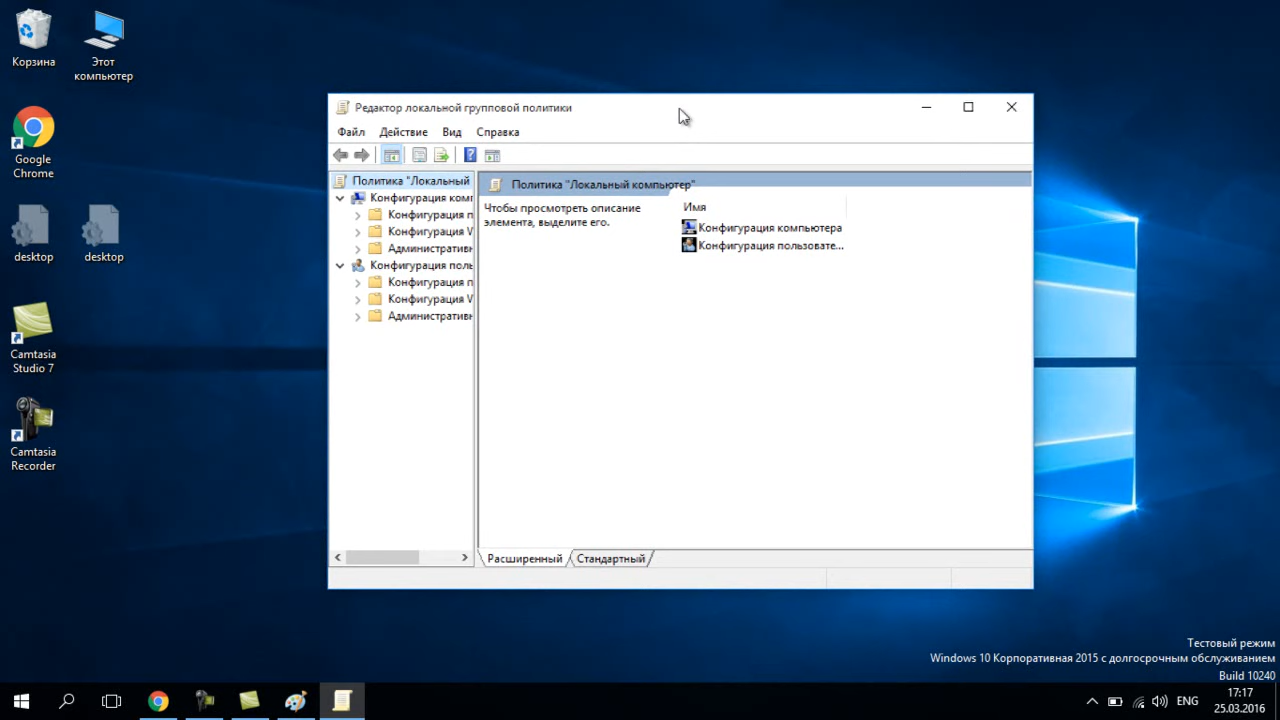 Корзина
Этот
компьютер
Google
Chrome
desktop
desktop
Camtasia
Studio 7
Camtasia
Recorder
Редактор локальной групповой политики
Файл Действие Вид Справка
Политика "Локальный
Конфигурация комп
Конфигурация п
Конфигурация W
Административн
Конфигурация поль
Конфигурация п
Конфигурация W
Административн
Политика "Локальный компьютер"
Чтобы просмотреть описание
элемента, выделите его.
Имя
Конфигурация компьютера
Конфигурация пользовате...
Расширенный Стандартный
Тестовый режим
Windows 10 Корпоративная 2015 с долгосрочным обслуживанием
Build 10240
ENG
17:17
25.03.2016